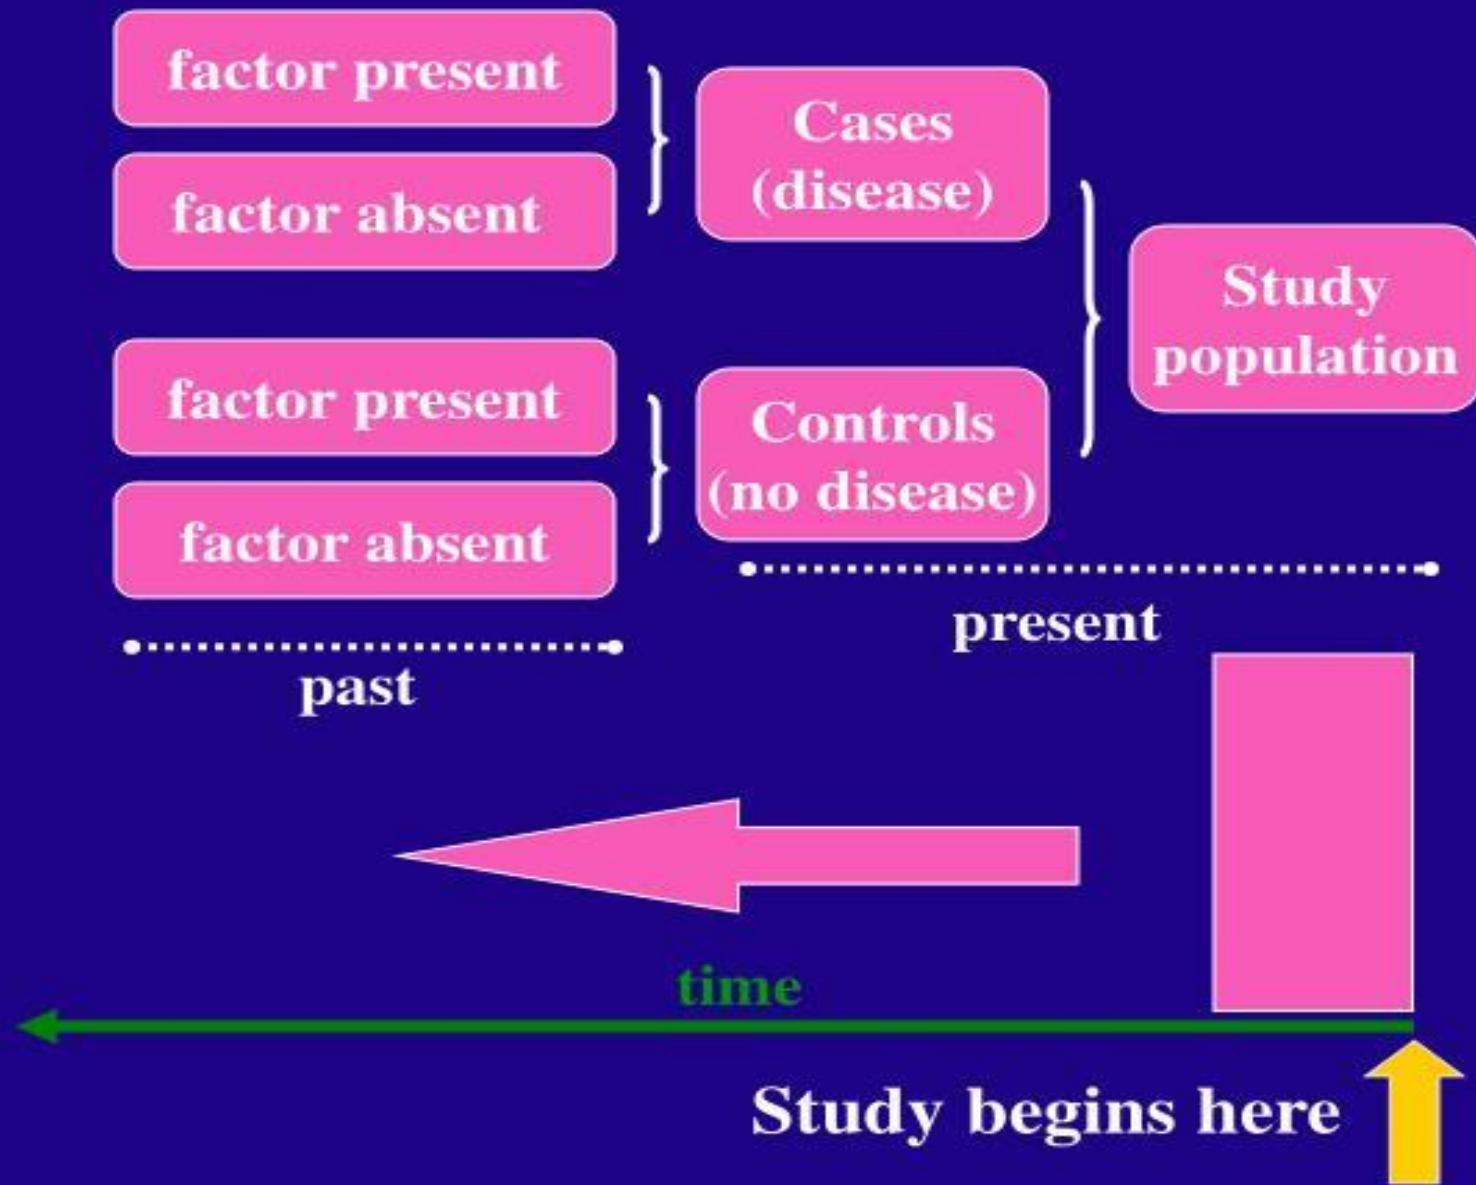 factor present
factor absent
Cases
(disease)
factor present
factor absent
Controls
(no disease)
Study
population
past
present
time
Study begins here